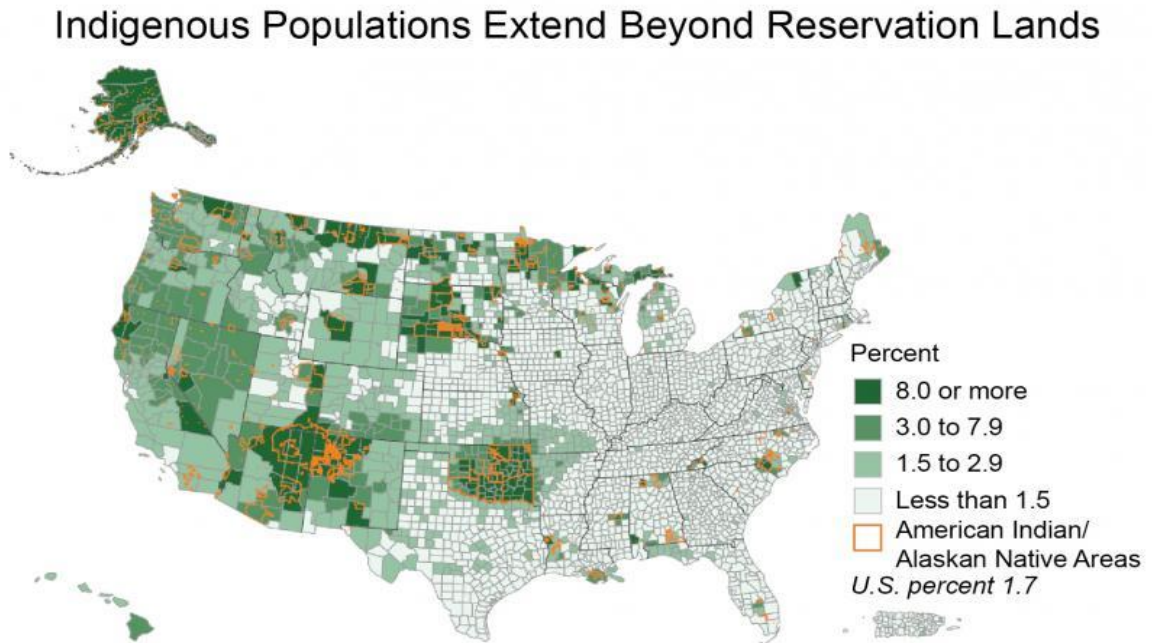 Indigenous Populations Extend Beyond Reservation Lands
Percent
8.0 or more
3.0 to 7.9
1.5 to 2.9
Less than 1.5
American Indian/
Alaskan Native Areas
U.S. percent 1.7